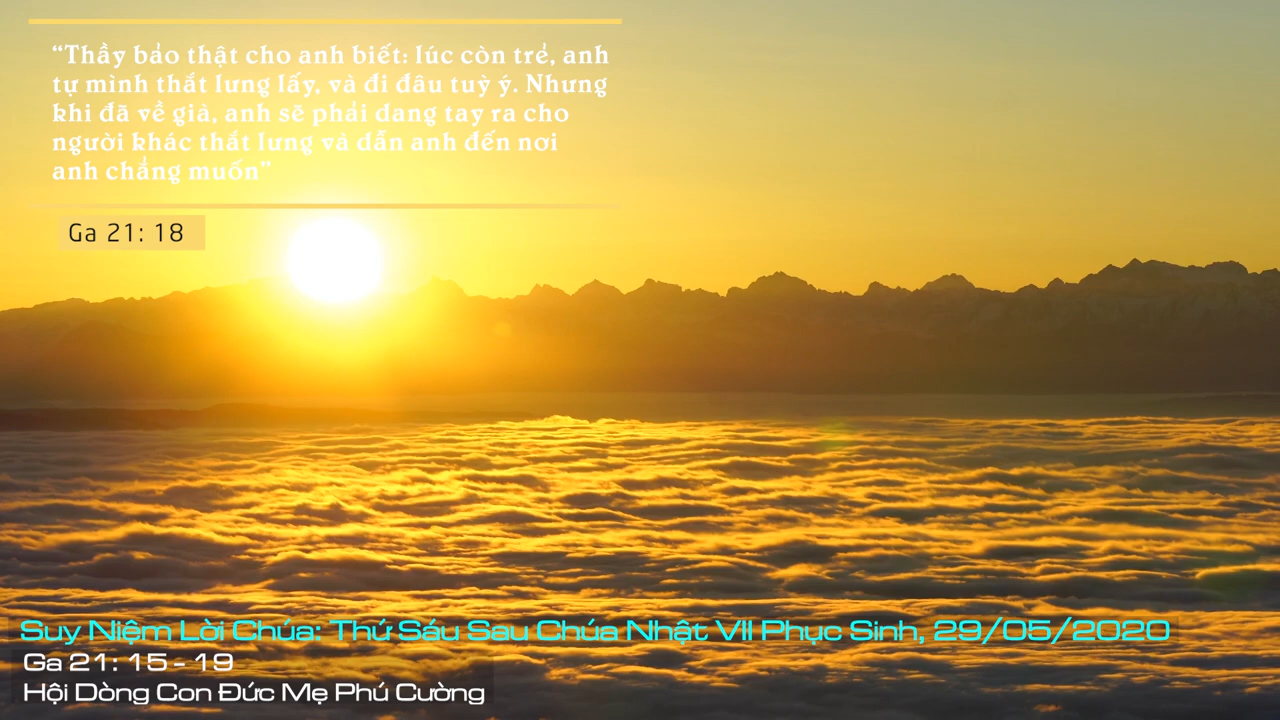 “Thầy bảo thật cho anh biết: lúc còn trẻ, anh
tự mình thắt lưng lấy, và đi đâu tuỳ ý. Nhưng
khi đã về già, anh sẽ phải dang tay ra cho
người khác thắt lưng và dẫn anh đến nơi
anh chẳng muốn”
Ga 21: 18
Suy Niệm Lời Chúa: Thứ Sáu Sau Chúa Nhật VII Phục Sinh, 29/05/2020
Ga 21: 15 - 19
Hội Dòng Con Đức Mẹ Phú Cường